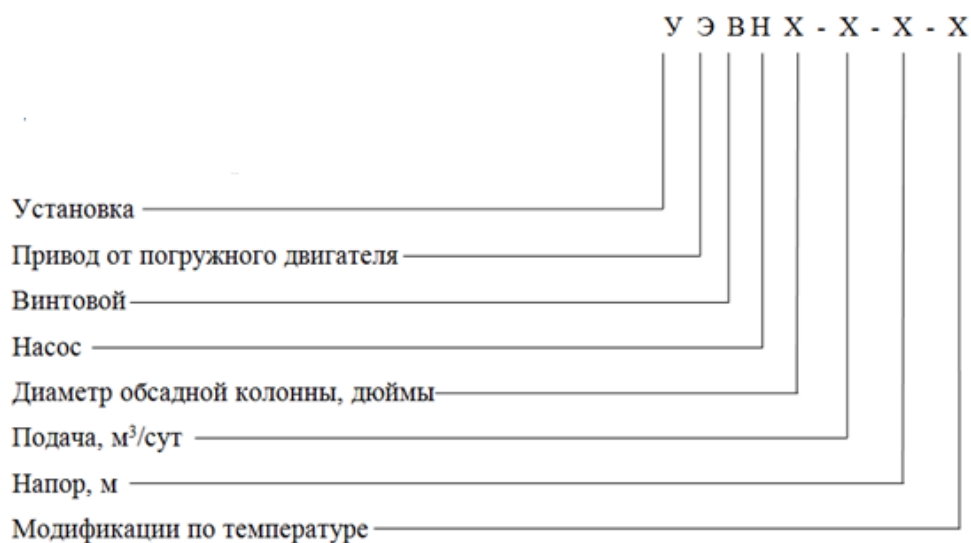 У Э В Н Х - Х - Х - Х
Установка
Привод от погружного двигателя
Винтовой
Насос
Диаметр обсадной колонны, дюймы
Подача, м³/сут
Напор, м
Модификации по температуре